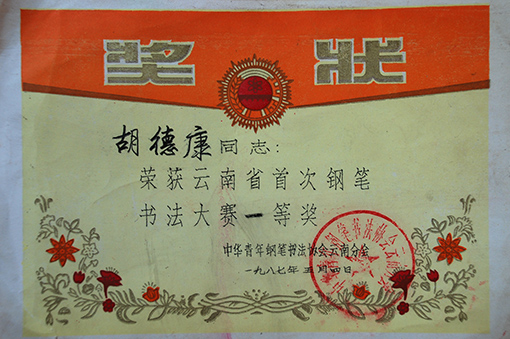 奖状
胡德康同志:
荣获云南省首次钢笔
书法大赛一等奖
中华青年钢笔书法协会云南分会
一九八七年五月四日